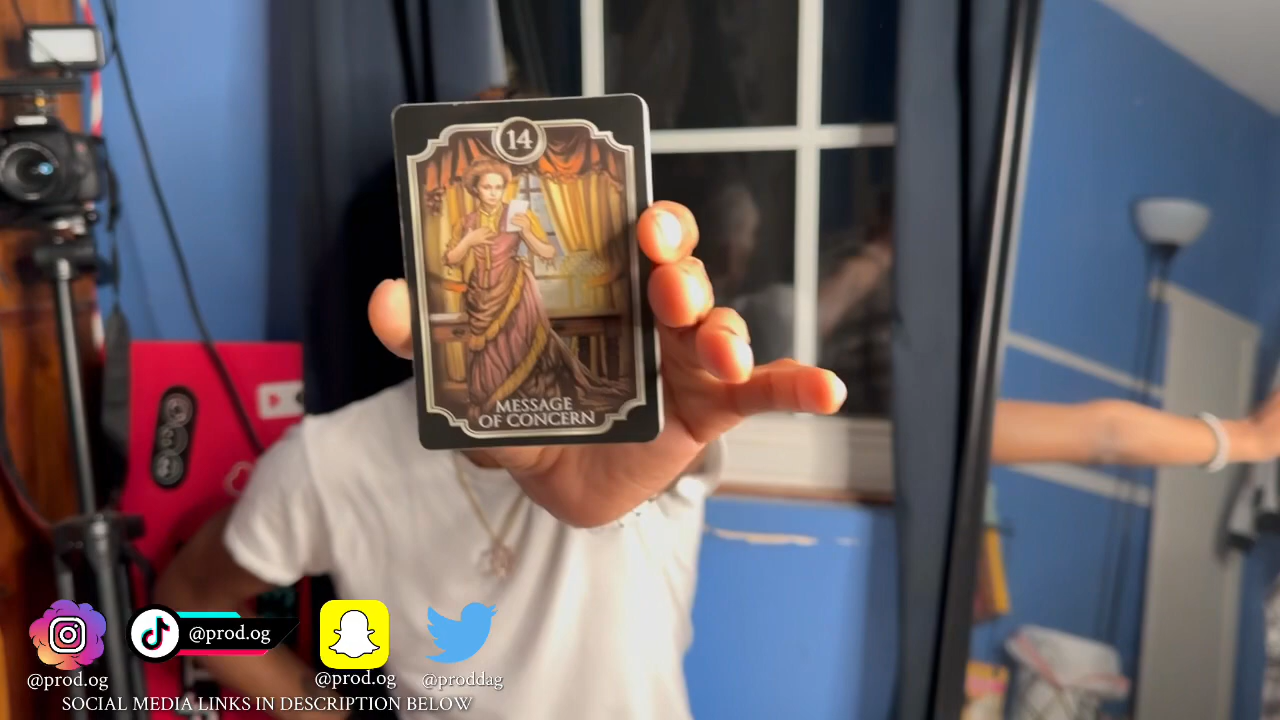 14
MESSAGE
OF CONCERN
@prod.og
@prod.og
@prod.og
@proddag
SOCIAL MEDIA LINKS IN DESCRIPTION BELOW